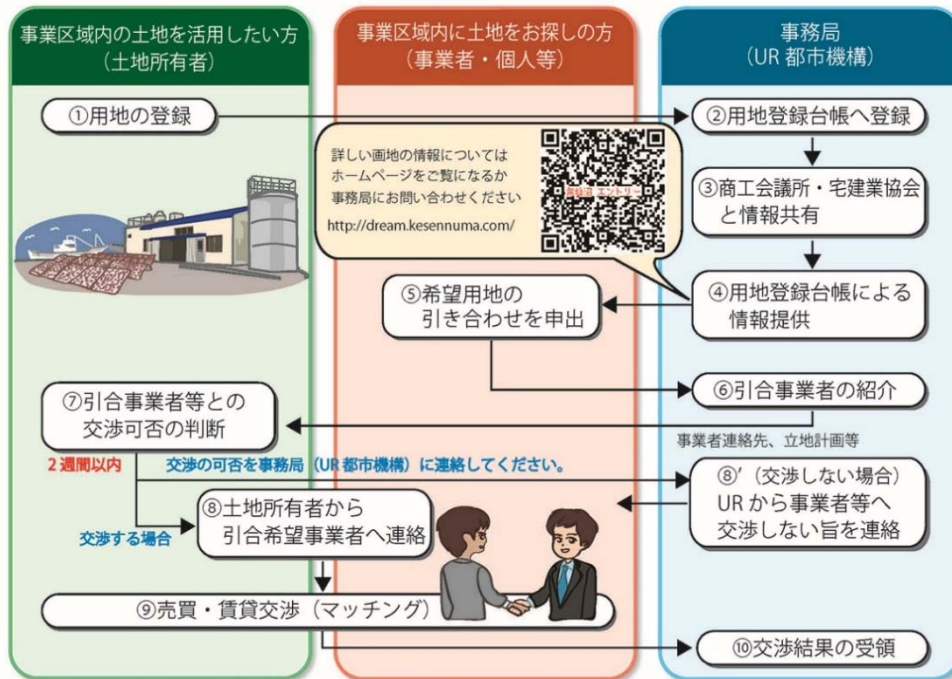 事業区域内の土地を活用したい方
（土地所有者）
事業区域内に土地をお探しの方
（事業者・個人等）
事務局
（UR 都市機構）
①用地の登録
②用地登録台帳へ登録
詳しい画地の情報については
ホームページをご覧になるか
事務局にお問い合わせください
http://dream.kesennuma.com/
気仙沼 エントリー
③商工会議所・宅建業協会
と情報共有
④用地登録台帳による
情報提供
⑤希望用地の
引き合わせを申出
⑥引合事業者の紹介
事業者連絡先、立地計画等
⑦引合事業者等との
交渉可否の判断
2 週間以内
交渉の可否を事務局（UR 都市機構）に連絡してください。
⑧’（交渉しない場合）
UR から事業者等へ
交渉しない旨を連絡
交渉する場合
⑧土地所有者から
引合希望事業者へ連絡
⑨売買・賃貸交渉（マッチング）
⑩交渉結果の受領